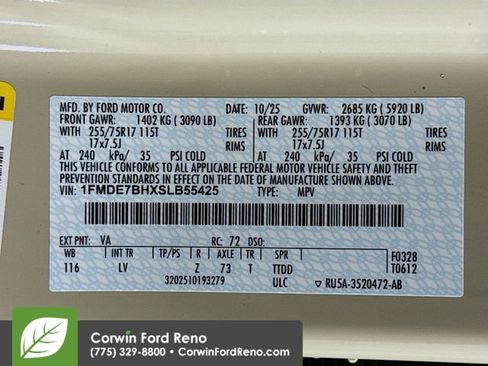 MFD. BY FORD MOTOR CO. DATE: 10/25 GVWR: 2685 KG (5920 LB)
FRONT GAWR: 1402 KG (3090 LB) REAR GAWR: 1393 KG (3070 LB)
WITH 255/75R17 115T TIRES WITH 255/75R17 115T TIRES
17x7.5J RIMS 17x7.5J RIMS
AT 240 kPa/ 35 PSI COLD AT 240 kPa/ 35 PSI COLD
THIS VEHICLE CONFORMS TO ALL APPLICABLE FEDERAL MOTOR VEHICLE
SAFETY STANDARDS IN EFFECT ON THE DATE OF MANUFACTURE SHOWN ABOVE.
VIN: 1FMDE7BHXSLB55425 TYPE: MPV
EXT PNT: VA RC: 72 DSO:
WB INT TR TP/PS R AXLE TR SPR F0328
116 LV Z 73 T TTDD T0612
3202510193279 ULC ▽ RU5A-3520472-AB
Corwin Ford Reno
(775) 329-8800 • CorwinFordReno.com